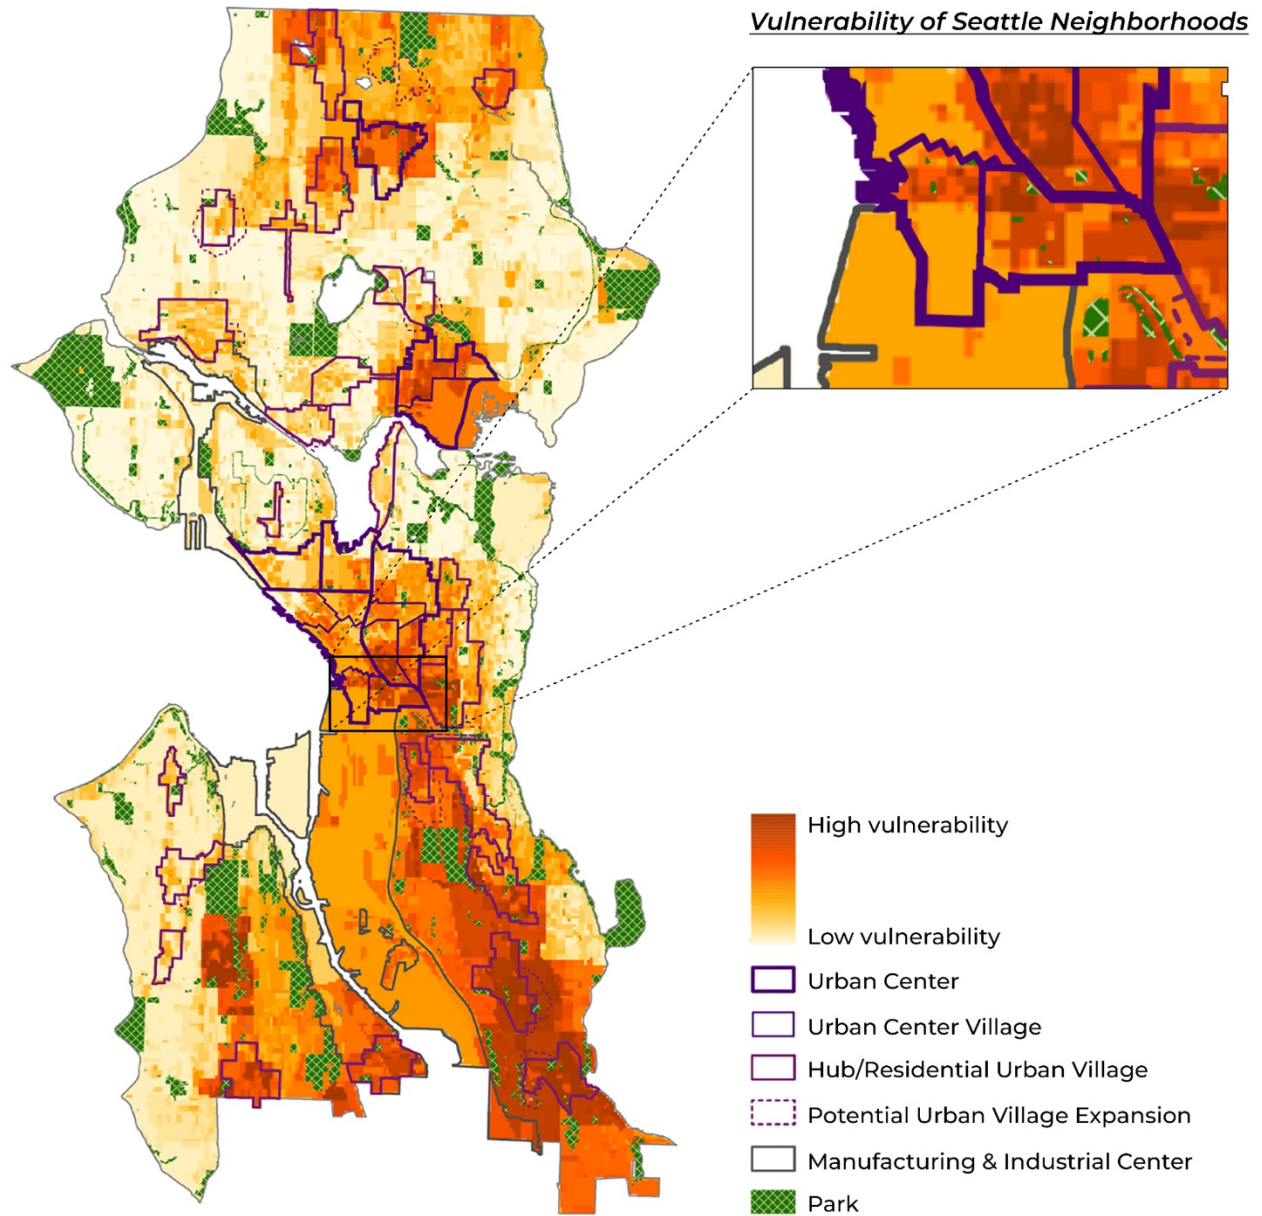 Vulnerability of Seattle Neighborhoods
High vulnerability
Low vulnerability
Urban Center
Urban Center Village
Hub/Residential Urban Village
Potential Urban Village Expansion
Manufacturing & Industrial Center
Park